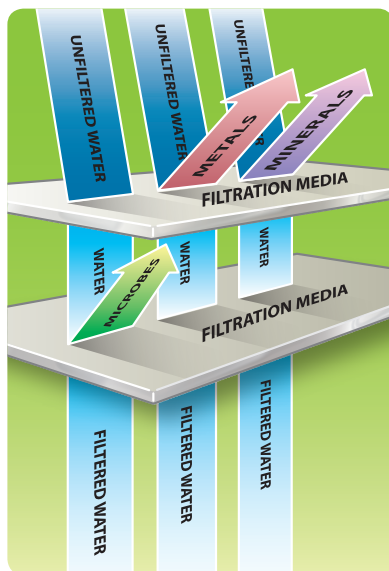 UNFILTERED WATER
UNFILTERED WATER
UNFILTERED WATER
METALS
MINERALS
FILTRATION MEDIA
WATER
WATER
WATER
MICROBES
FILTRATION MEDIA
FILTERED WATER
FILTERED WATER
FILTERED WATER